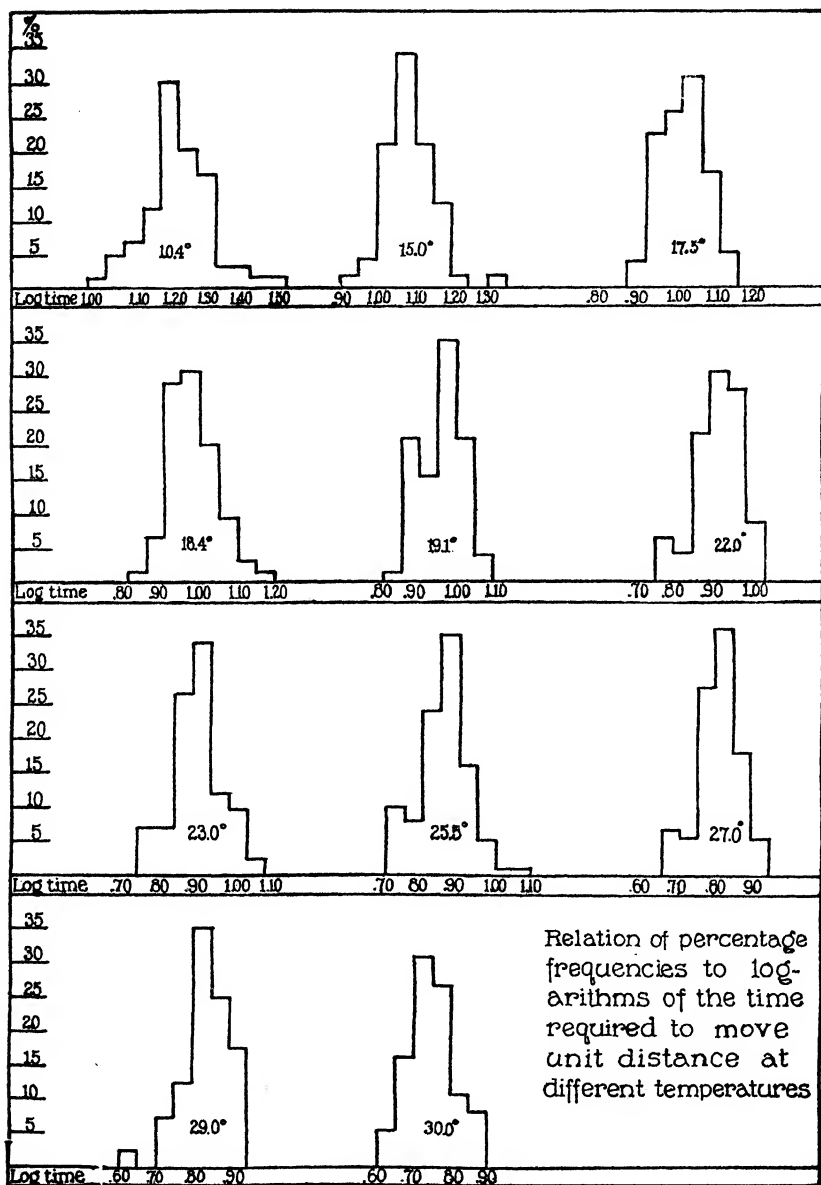 %
35
30
25
20
15
10
5
10.4° 15.0° 17.5°
Log time 1.00 1.10 1.20 1.30 1.40 1.50 .90 1.00 1.10 1.20 1.30 .80 .90 1.00 1.10 1.20
35
30
25
20
15
10
5
18.4° 19.1° 22.0°
Log time .80 .90 1.00 1.10 1.20 .80 .90 1.00 1.10 .70 .80 .90 1.00
35
30
25
20
15
10
5
23.0° 25.5° 27.0°
Log time .70 .80 .90 1.00 1.10 .70 .80 .90 1.00 1.10 .60 .70 .80 .90
35
30
25
20
15
10
5
29.0° 30.0°
Log time .60 .70 .80 .90 .60 .70 .80 .90
Relation of percentage
frequencies to log-
arithms of the time
required to move
unit distance at
different temperatures